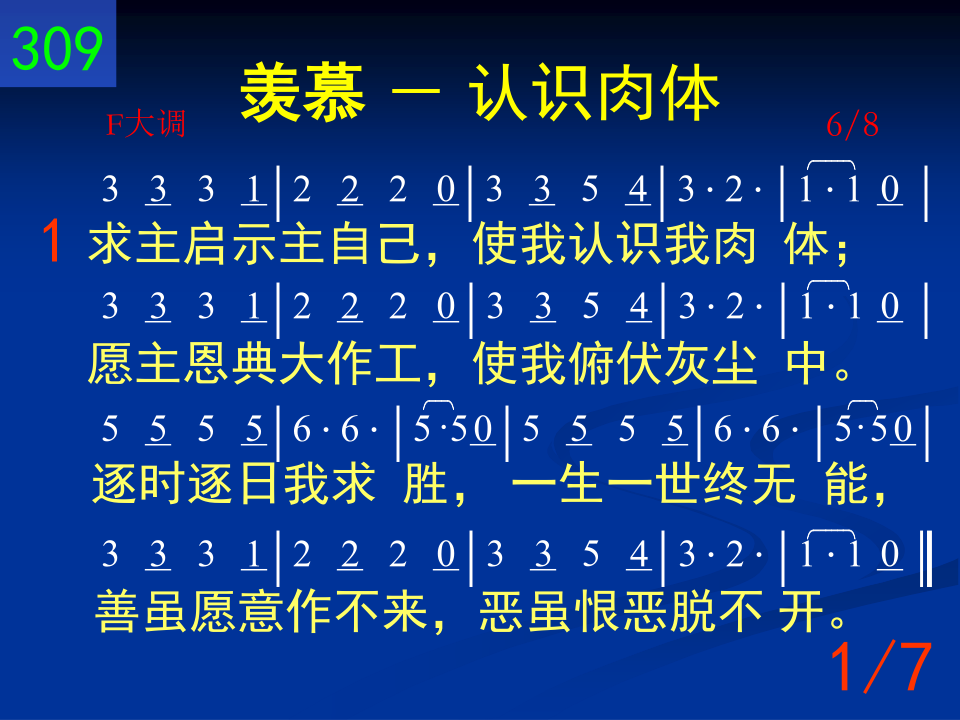 309
羡慕 － 认识肉体
F大调 6/8
3 3 3 1 | 2 2 2 0 | 3 3 5 4 | 3 · 2 · | 1 · 1 0 |
1 求主启示主自己，使我认识我肉 体；
3 3 3 1 | 2 2 2 0 | 3 3 5 4 | 3 · 2 · | 1 · 1 0 |
愿主恩典大作工，使我俯伏灰尘 中。
5 5 5 5 | 6 · 6 · | 5 · 5 0 | 5 5 5 5 | 6 · 6 · | 5 · 5 0 |
逐时逐日我求 胜， 一生一世终无 能，
3 3 3 1 | 2 2 2 0 | 3 3 5 4 | 3 · 2 · | 1 · 1 0 ‖
善虽愿意作不来，恶虽恨恶脱不 开。
1/7